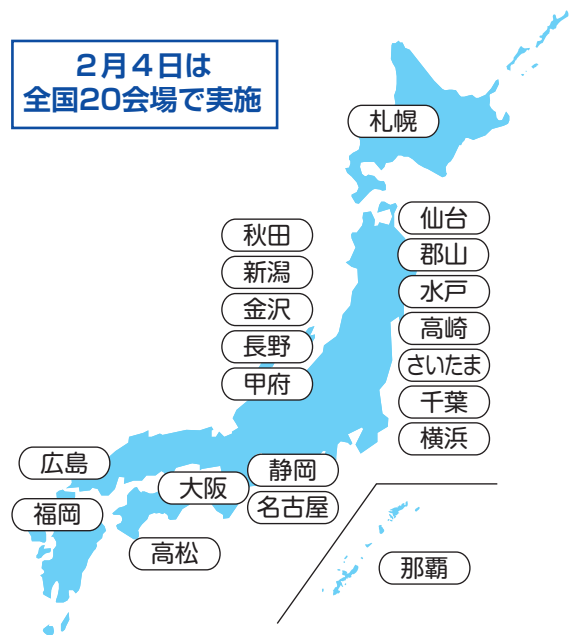 2月4日は
全国20会場で実施
札幌
仙台
秋田
郡山
新潟
水戸
金沢
高崎
長野
さいたま
甲府
千葉
横浜
広島
静岡
大阪
福岡
名古屋
高松
那覇